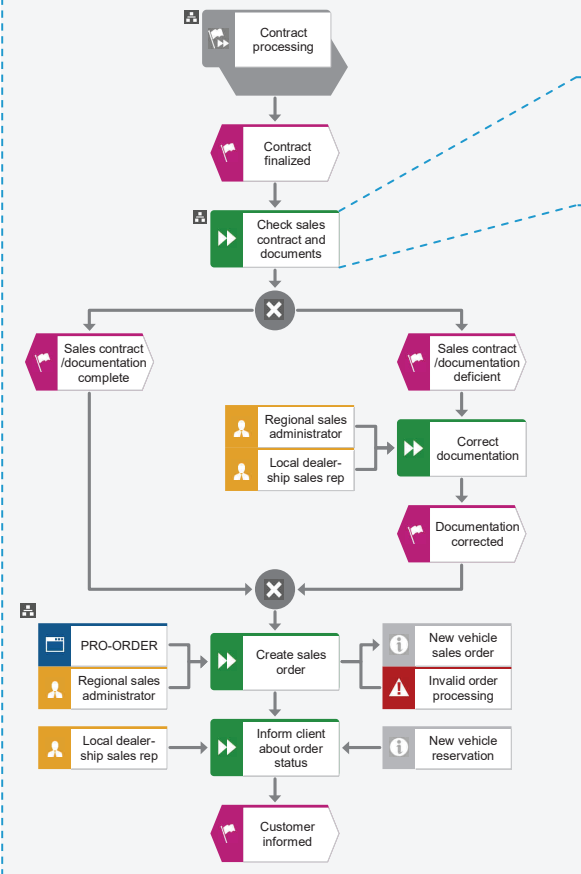 Contract
processing
Contract
finalized
Check sales
contract and
documents
Sales contract
/documentation
complete
Sales contract
/documentation
deficient
Regional sales
administrator
Local dealer-
ship sales rep
Correct
documentation
Documentation
corrected
PRO-ORDER
Regional sales
administrator
Create sales
order
New vehicle
sales order
Invalid order
processing
Local dealer-
ship sales rep
Inform client
about order
status
New vehicle
reservation
Customer
informed